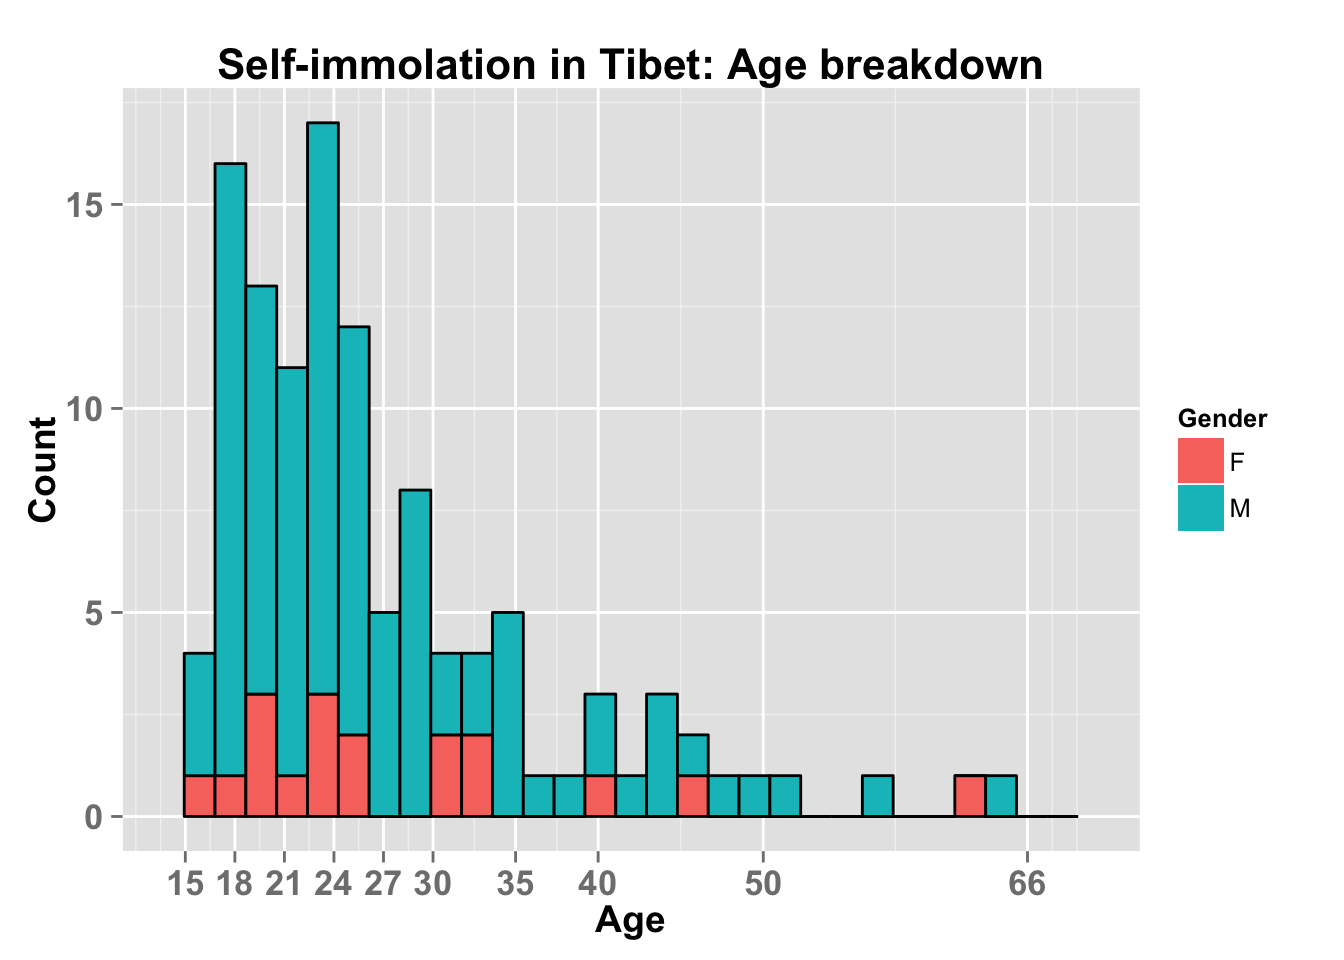 Self-immolation in Tibet: Age breakdown
15
10
5
0
Count
15 18 21 24 27 30 35 40 50 66
Age
Gender
F
M